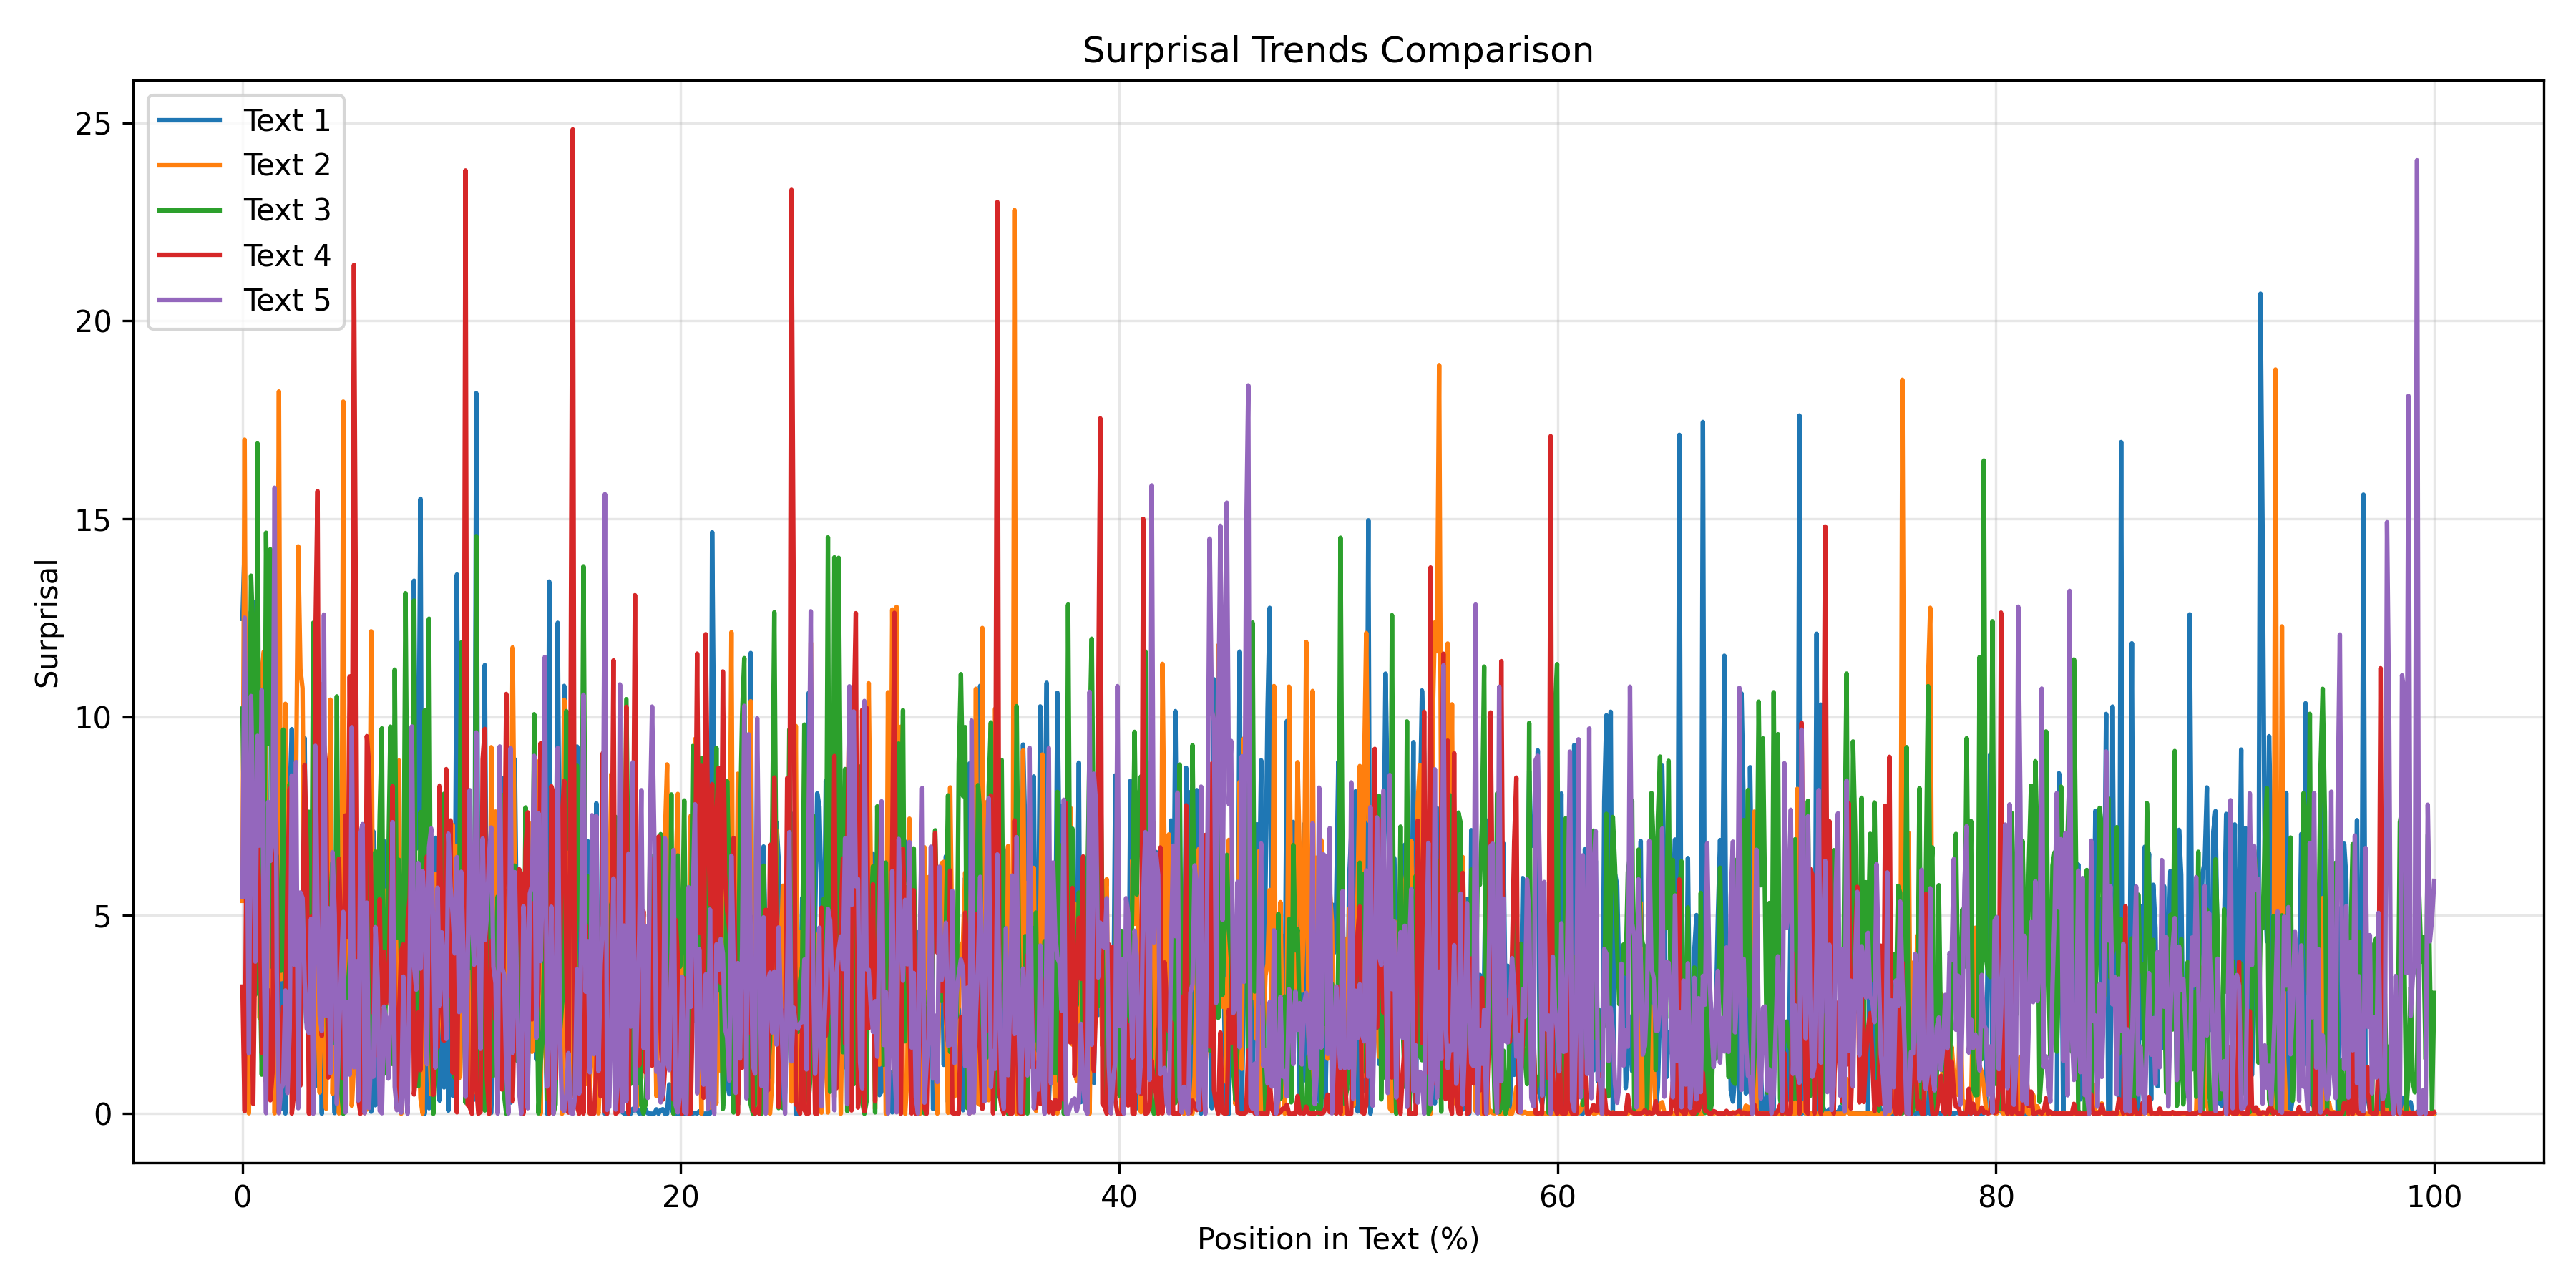 Surprisal Trends Comparison
Text 1
Text 2
Text 3
Text 4
Text 5
Surprisal
25
20
15
10
5
0
0 20 40 60 80 100
Position in Text (%)